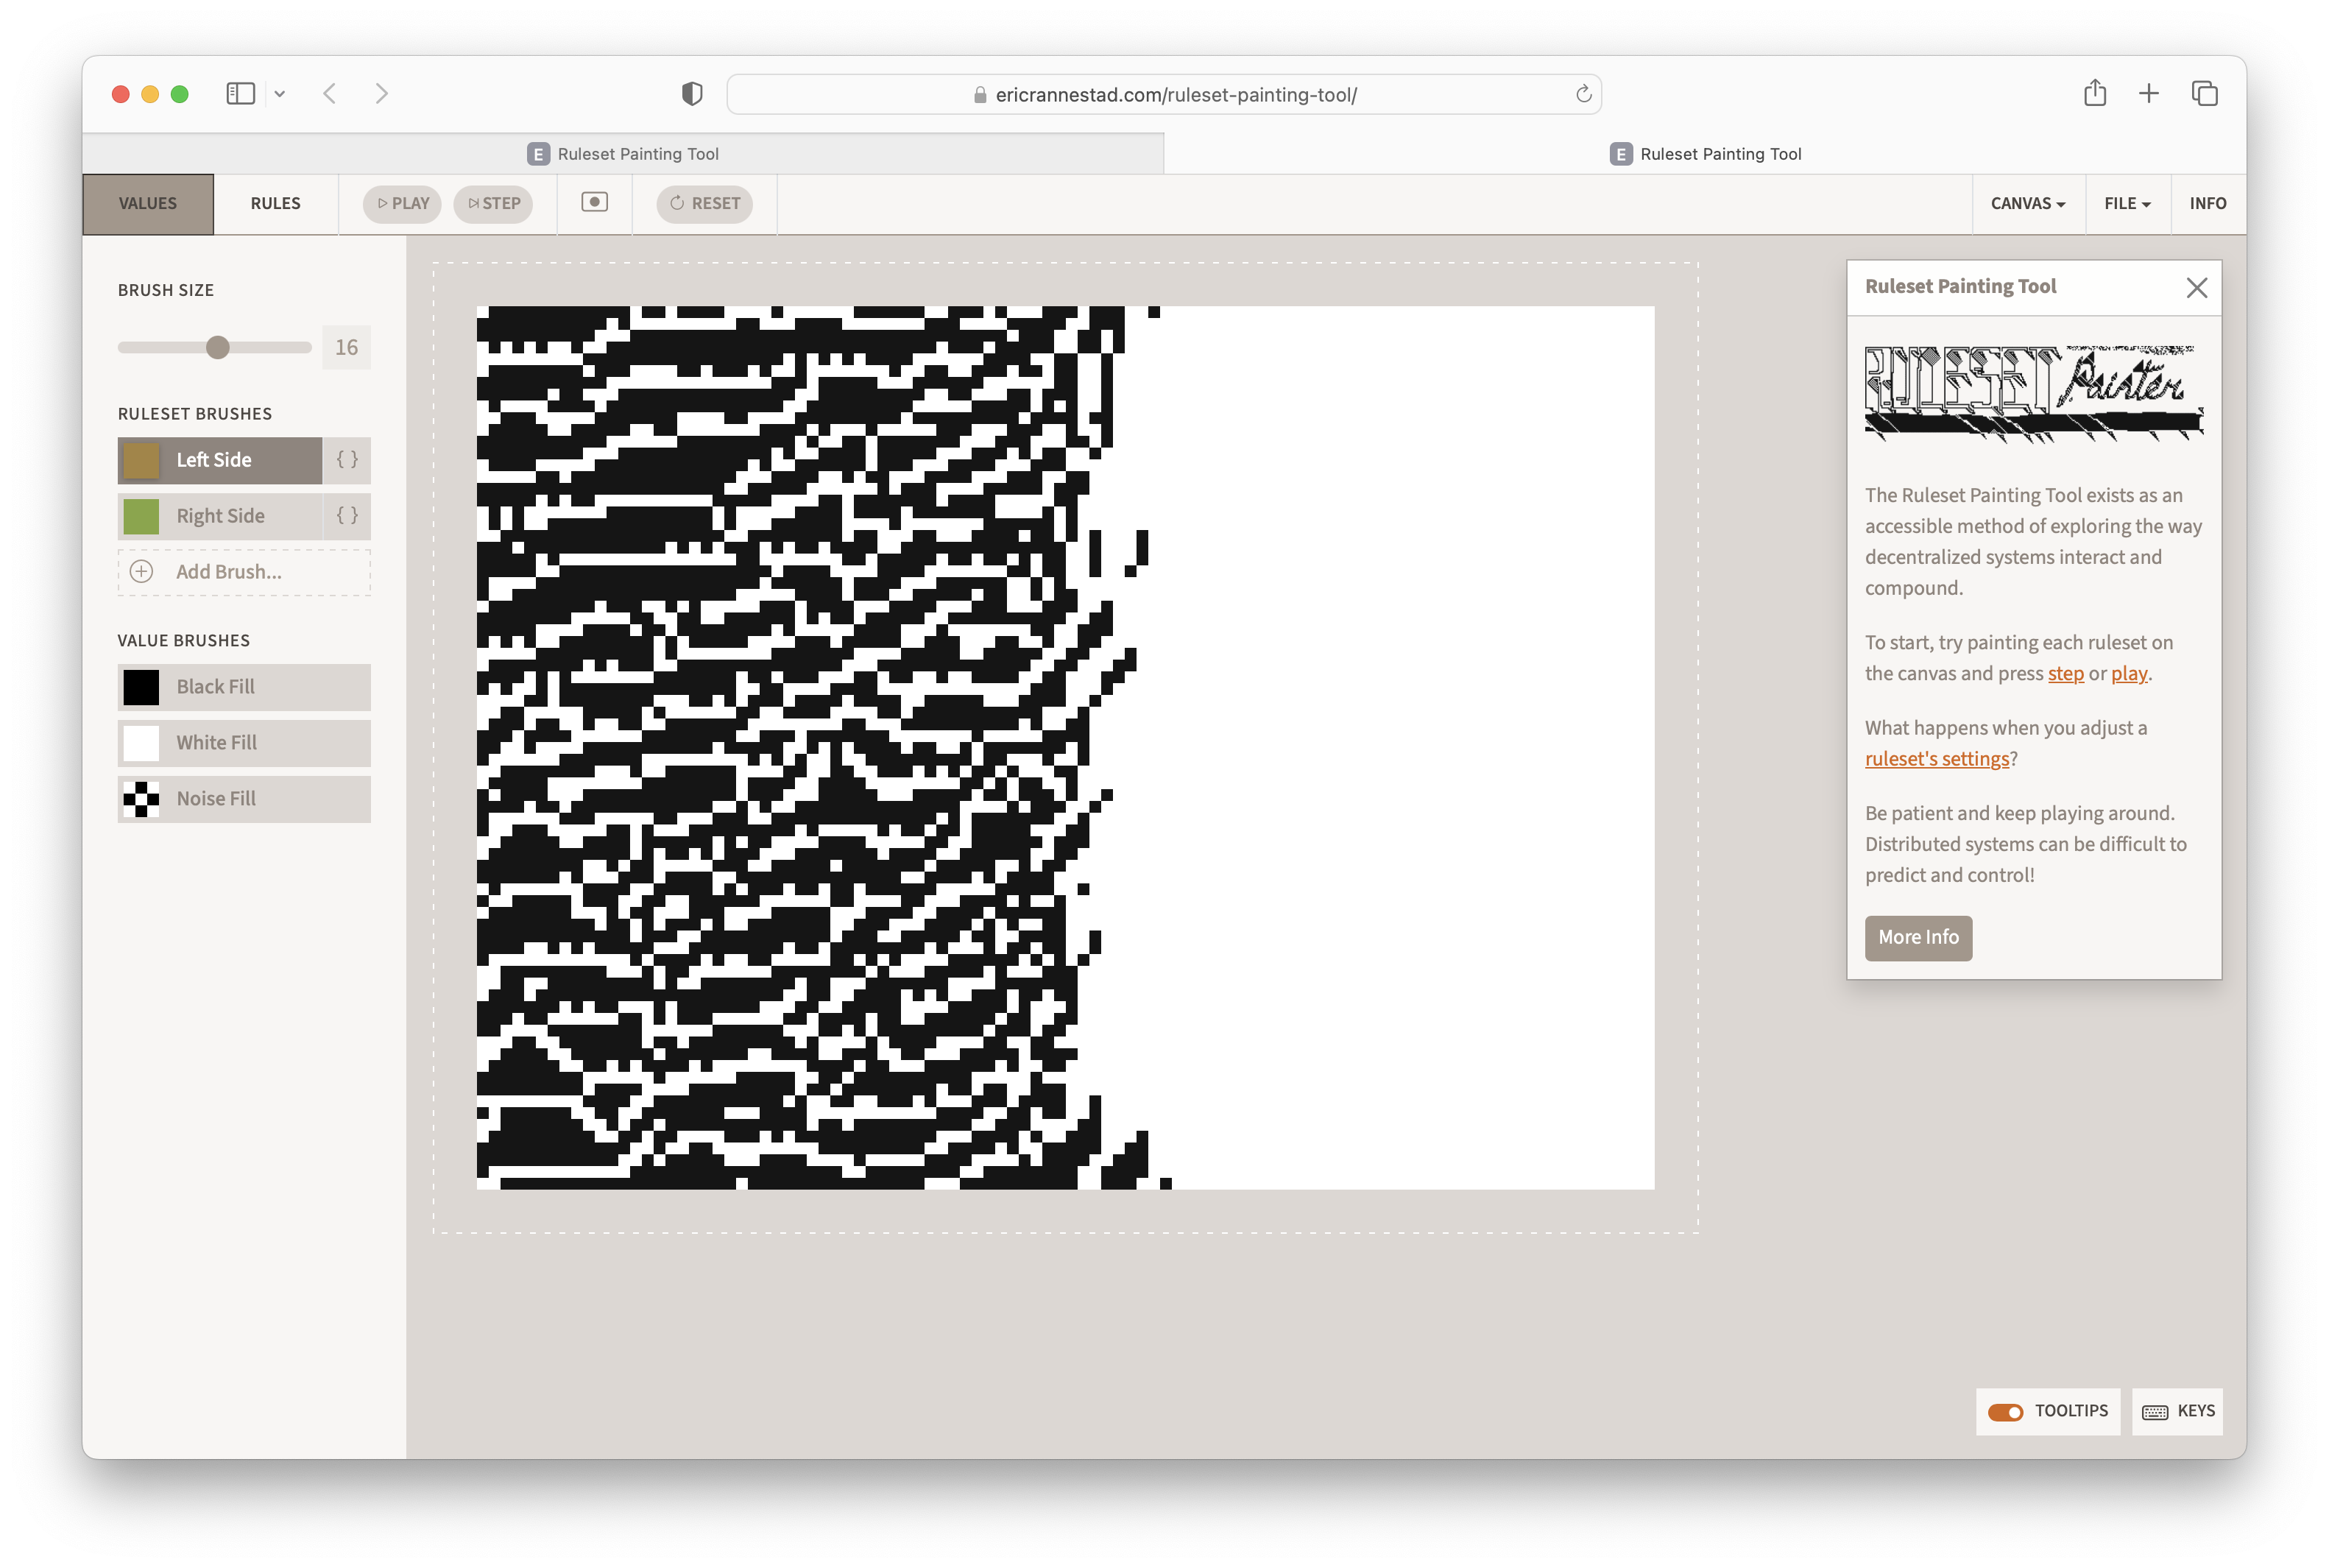 ericrannestad.com/ruleset-painting-tool/
E Ruleset Painting Tool
E Ruleset Painting Tool
VALUES
RULES
PLAY
STEP
RESET
CANVAS
FILE
INFO
BRUSH SIZE
16
RULESET BRUSHES
Left Side { }
Right Side { }
Add Brush...
VALUE BRUSHES
Black Fill
White Fill
Noise Fill
Ruleset Painting Tool
RULESET Painter
The Ruleset Painting Tool exists as an
accessible method of exploring the way
decentralized systems interact and
compound.
To start, try painting each ruleset on
the canvas and press step or play.
What happens when you adjust a
ruleset's settings?
Be patient and keep playing around.
Distributed systems can be difficult to
predict and control!
More Info
TOOLTIPS
KEYS